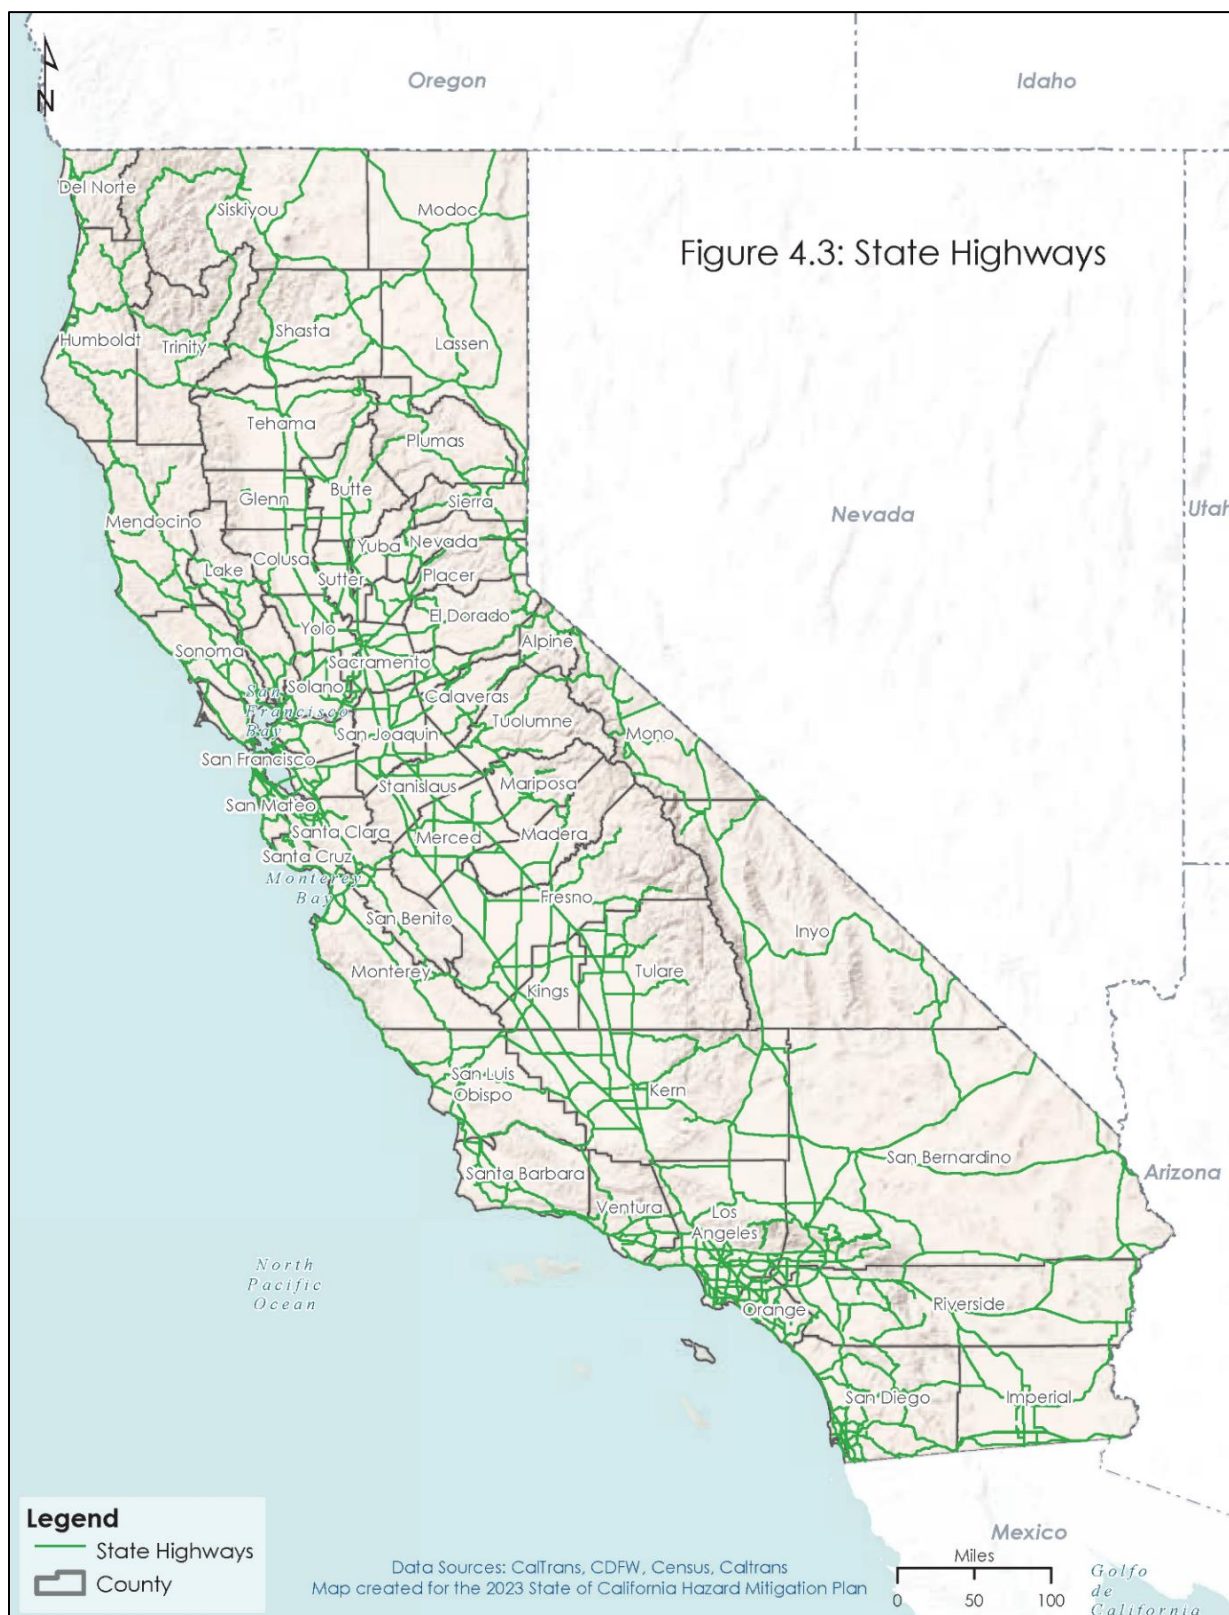 Oregon
Idaho
N
Del Norte
Siskiyou
Modoc
Figure 4.3: State Highways
Humboldt
Trinity
Shasta
Lassen
Tehama
Plumas
Glenn
Butte
Sierra
Nevada
Utah
Mendocino
Colusa
Yuba
Nevada
Lake
Sutter
Placer
El Dorado
Yolo
Alpine
Sonoma
Sacramento
Solano
San
Francisco
Bay
Calaveras
Tuolumne
San Joaquin
Mono
San Francisco
Stanislaus
Mariposa
San Mateo
Santa Clara
Merced
Madera
Santa Cruz
Monterey
Bay
Fresno
San Benito
Inyo
Monterey
Kings
Tulare
San Luis
Obispo
Kern
San Bernardino
Arizona
Santa Barbara
Ventura
Los
Angeles
North
Pacific
Ocean
Orange
Riverside
San Diego
Imperial
Legend
State Highways
County
Data Sources: CalTrans, CDFW, Census, Caltrans
Map created for the 2023 State of California Hazard Mitigation Plan
Mexico
Miles
0 50 100
Golfo
de
California